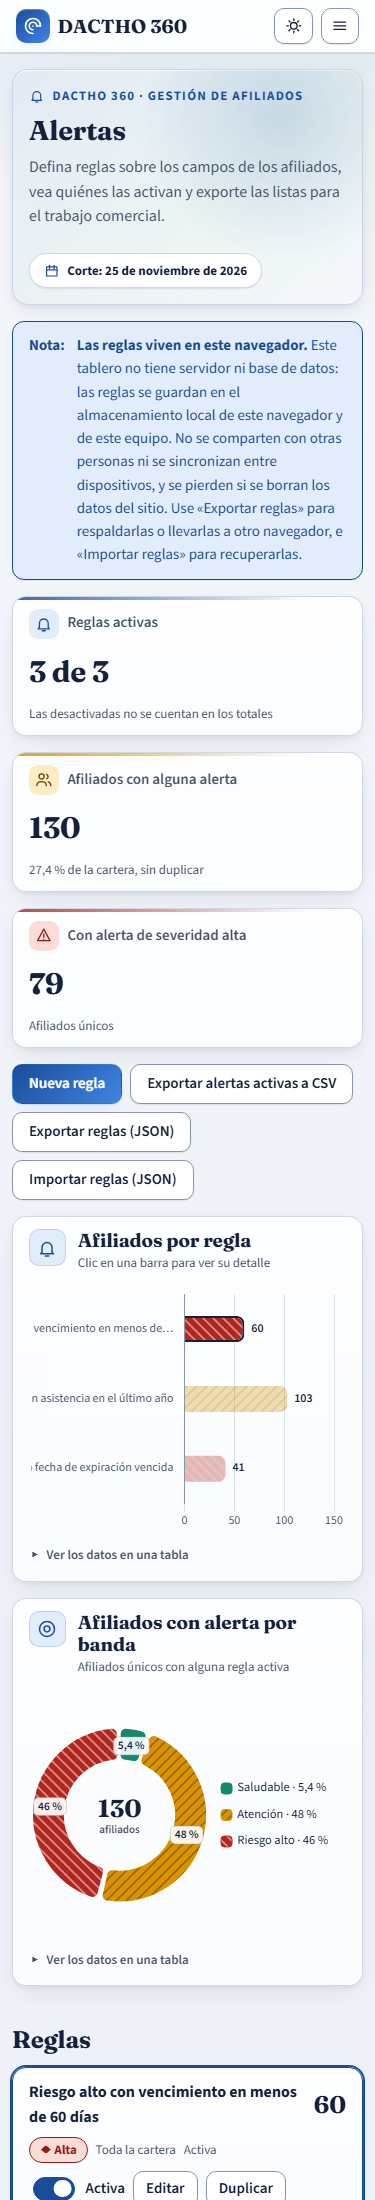 DACTHO 360
DACTHO 360 · GESTIÓN DE AFILIADOS
Alertas
Defina reglas sobre los campos de los afiliados,
vea quiénes las activan y exporte las listas para
el trabajo comercial.
Corte: 25 de noviembre de 2026
Nota: Las reglas viven en este navegador. Este
tablero no tiene servidor ni base de datos:
las reglas se guardan en el
almacenamiento local de este navegador y
de este equipo. No se comparten con otras
personas ni se sincronizan entre
dispositivos, y se pierden si se borran los
datos del sitio. Use «Exportar reglas» para
respaldarlas o llevarlas a otro navegador, e
«Importar reglas» para recuperarlas.
Reglas activas
3 de 3
Las desactivadas no se cuentan en los totales
Afiliados con alguna alerta
130
27,4 % de la cartera, sin duplicar
Con alerta de severidad alta
79
Afiliados únicos
Nueva regla
Exportar alertas activas a CSV
Exportar reglas (JSON)
Importar reglas (JSON)
Afiliados por regla
Clic en una barra para ver su detalle
vencimiento en menos de… 60
n asistencia en el último año 103
fecha de expiración vencida 41
0 50 100 150
Ver los datos en una tabla
Afiliados con alerta por
banda
Afiliados únicos con alguna regla activa
5,4 %
46 %
48 %
130
afiliados
Saludable · 5,4 %
Atención · 48 %
Riesgo alto · 46 %
Ver los datos en una tabla
Reglas
Riesgo alto con vencimiento en menos
de 60 días
60
Alta Toda la cartera Activa
Activa Editar Duplicar